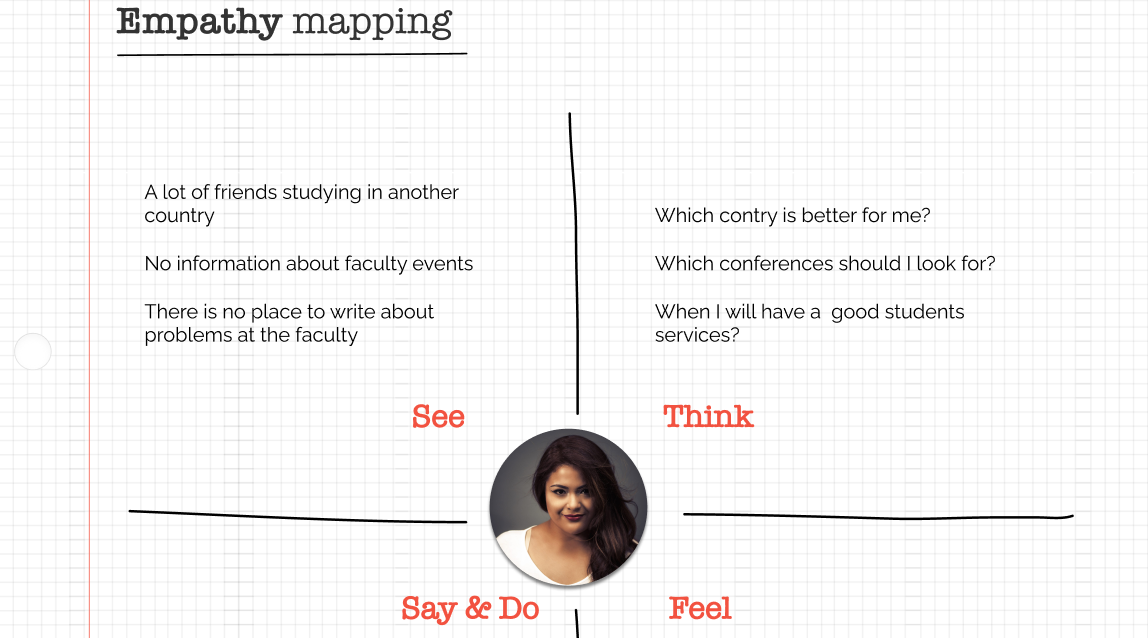 Empathy mapping
A lot of friends studying in another
country
No information about faculty events
There is no place to write about
problems at the faculty
Which contry is better for me?
Which conferences should I look for?
When I will have a  good students
services?
See
Think
Say & Do
Feel